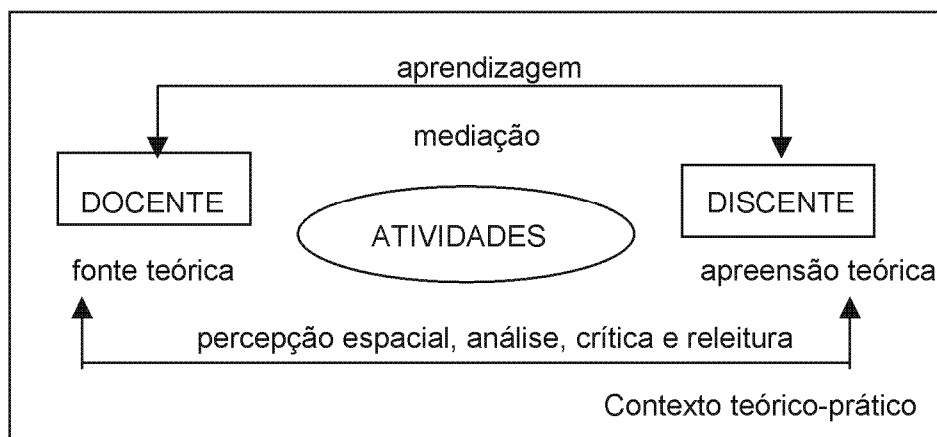 aprendizagem
mediação
DOCENTE
DISCENTE
ATIVIDADES
fonte teórica
apreensão teórica
percepção espacial, análise, crítica e releitura
Contexto teórico-prático